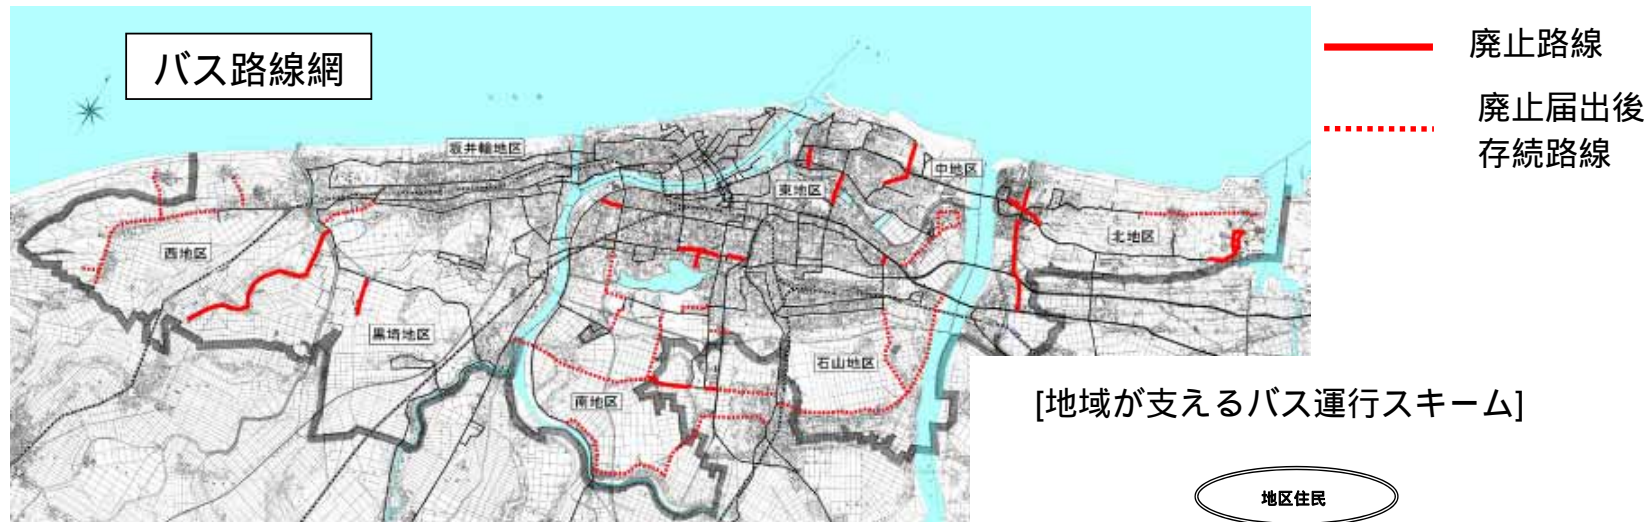 バス路線網
廃止路線
廃止届出後
存続路線
坂井輪地区
中地区
東地区
北地区
西地区
黒埼地区
石山地区
南地区
[地域が支えるバス運行スキーム]
地区住民